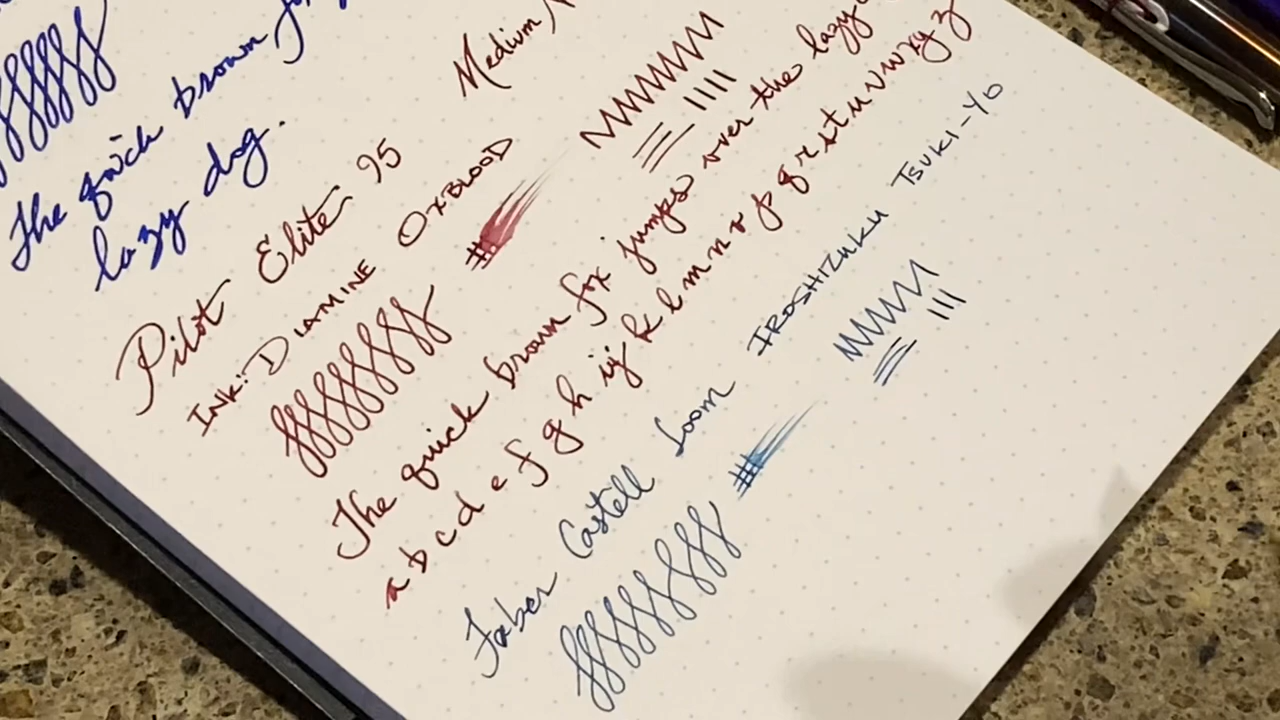 The quick brown
lazy dog.
Pilot Elite 95 Medium
INK: DIAMINE OXBLOOD
The quick brown fox jumps over the lazy
a b c d e f g h i j k l m n o p q r s t u v w x y z
Faber Castell Loom IROSHIZUKU TSUKI-YO